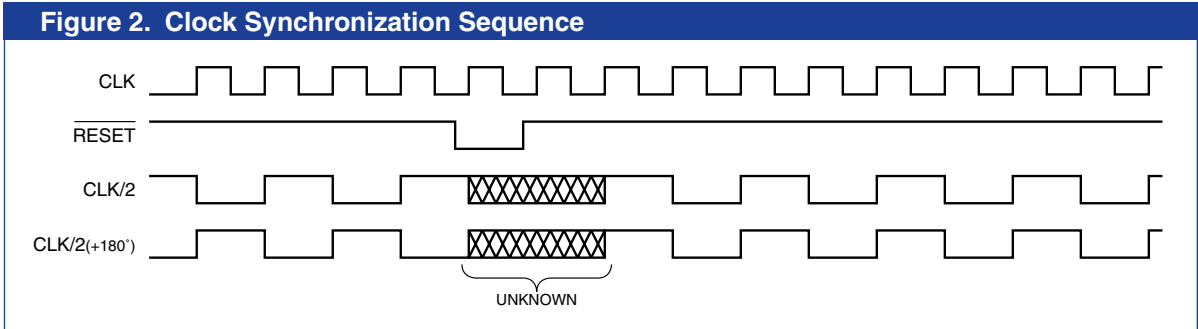 Figure 2. Clock Synchronization Sequence
CLK
RESET
CLK/2
CLK/2(+180˚)
UNKNOWN